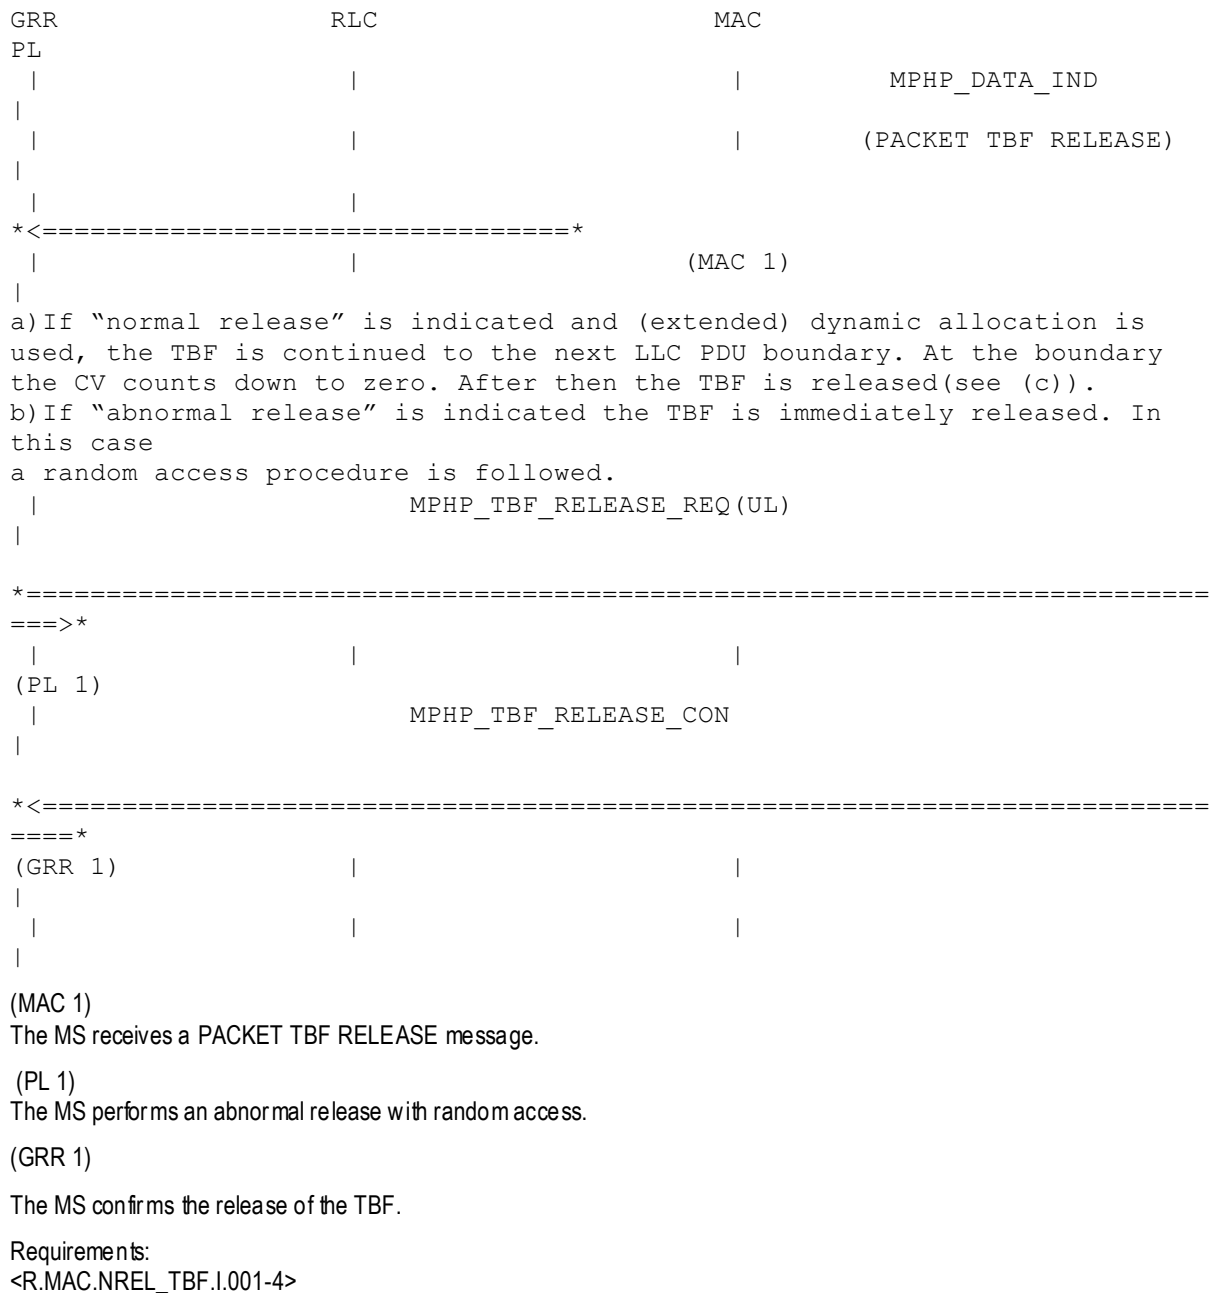 GRR                 RLC                     MAC
PL
 |                   |                       |         MPHP_DATA_IND
|
 |                   |                       |       (PACKET TBF RELEASE)
|
 |                   |
*<=================================*
 |                   |                    (MAC 1)
|
a)If “normal release” is indicated and (extended) dynamic allocation is
used, the TBF is continued to the next LLC PDU boundary. At the boundary
the CV counts down to zero. After then the TBF is released(see (c)).
b)If “abnormal release” is indicated the TBF is immediately released. In
this case
a random access procedure is followed.
 |                       MPHP_TBF_RELEASE_REQ(UL)
|
*==========================================================================
===>*
 |                   |                       |
(PL 1)
 |                       MPHP_TBF_RELEASE_CON
|
*<=========================================================================
====*
(GRR 1)              |                       |
|
 |                   |                       |
|
(MAC 1)
The MS receives a PACKET TBF RELEASE message.
(PL 1)
The MS performs an abnormal release with random access.
(GRR 1)
The MS confirms the release of the TBF.
Requirements:
<R.MAC.NREL_TBF.I.001-4>